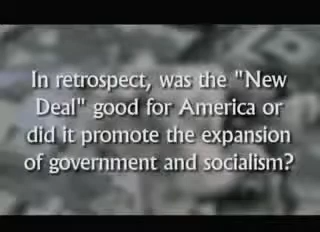 In retrospect, was the "New
Deal" good for America or
did it promote the expansion
of government and socialism?